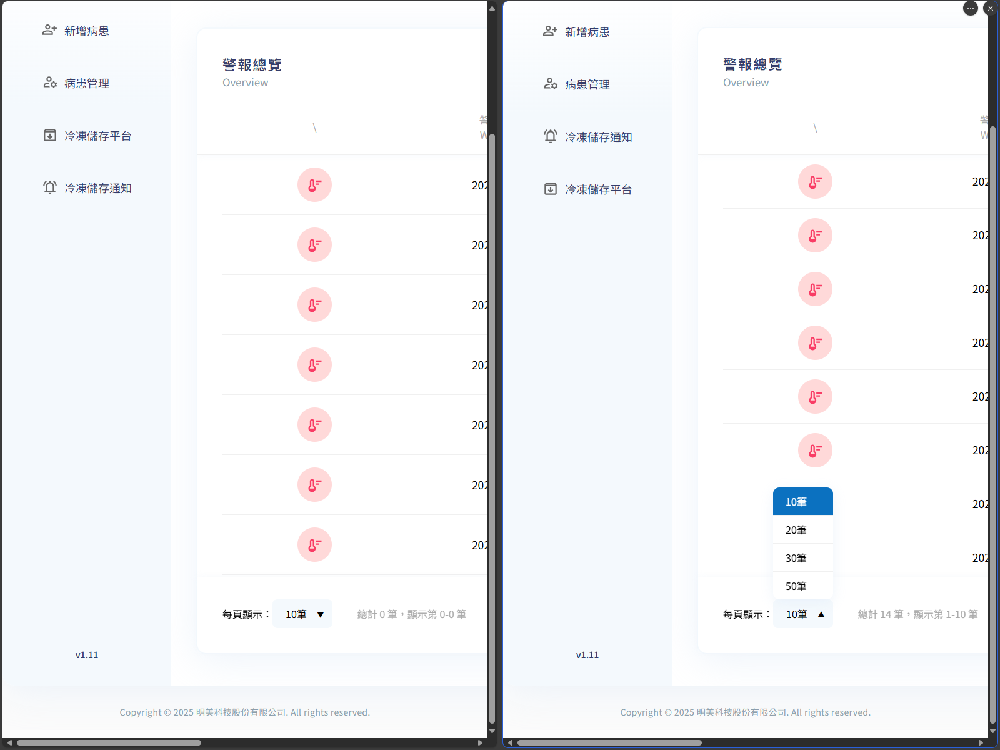 新增病患
病患管理
冷凍儲存平台
冷凍儲存通知
v1.11
警報總覽
Overview
\
警
W
202
202
202
202
202
202
202
每頁顯示：
10筆 ▼
總計 0 筆，顯示第 0-0 筆
Copyright © 2025 明美科技股份有限公司. All rights reserved.
新增病患
病患管理
冷凍儲存通知
冷凍儲存平台
v1.11
警報總覽
Overview
\
警
W
202
202
202
202
202
202
202
202
10筆
20筆
30筆
50筆
每頁顯示：
10筆 ▲
總計 14 筆，顯示第 1-10 筆
Copyright © 2025 明美科技股份有限公司. All rights reserved.